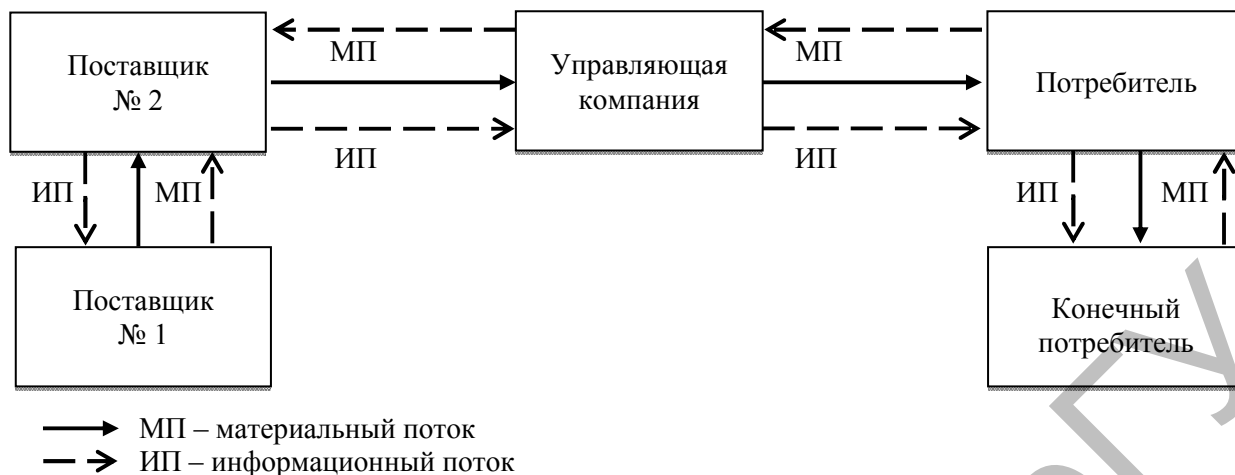 МП
МП
Поставщик
№ 2
Управляющая
компания
Потребитель
ИП
ИП
ИП
МП
ИП
МП
Поставщик
№ 1
Конечный
потребитель
МП – материальный поток
ИП – информационный поток